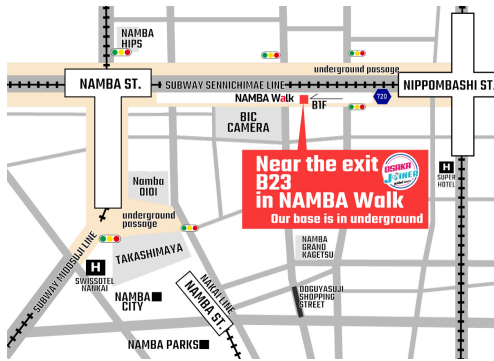 NAMBA
HIPS
underground passage
NAMBA ST.
SUBWAY SENNICHIMAE LINE
NIPPOMBASHI ST.
NAMBA Walk
B1F
720
BIC
CAMERA
Near the exit
B23
in NAMBA Walk
Our base is in underground
OSAKA
JOINER
H
SUPER
HOTEL
Namba
OIOI
underground
passage
SUBWAY MIDOSUJI LINE
TAKASHIMAYA
NAMBA
GRAND
KAGETSU
H
SWISSOTEL
NANKAI
NANKAI LINE
NAMBA ST.
NAMBA
CITY
DOGUYASUJI
SHOPPING
STREET
NAMBA PARKS